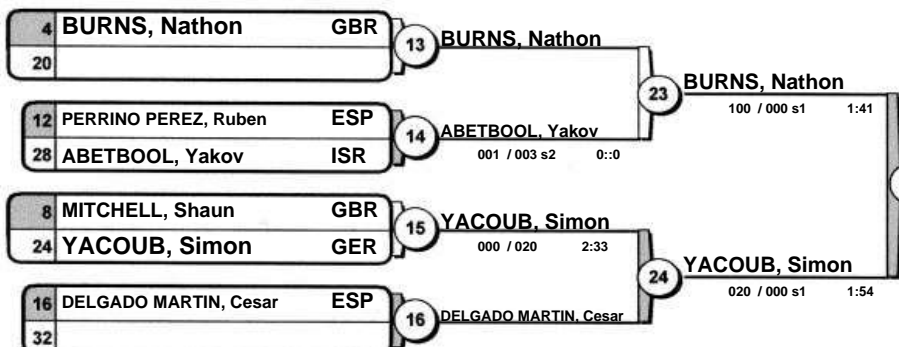 4 BURNS, Nathon GBR
20
13 BURNS, Nathon
12 PERRINO PEREZ, Ruben ESP
28 ABETBOOL, Yakov ISR
14 ABETBOOL, Yakov
001 / 003 s2 0::0
23 BURNS, Nathon
100 / 000 s1 1:41
8 MITCHELL, Shaun GBR
24 YACOUB, Simon GER
15 YACOUB, Simon
000 / 020 2:33
16 DELGADO MARTIN, Cesar ESP
32
16 DELGADO MARTIN, Cesar
24 YACOUB, Simon
020 / 000 s1 1:54